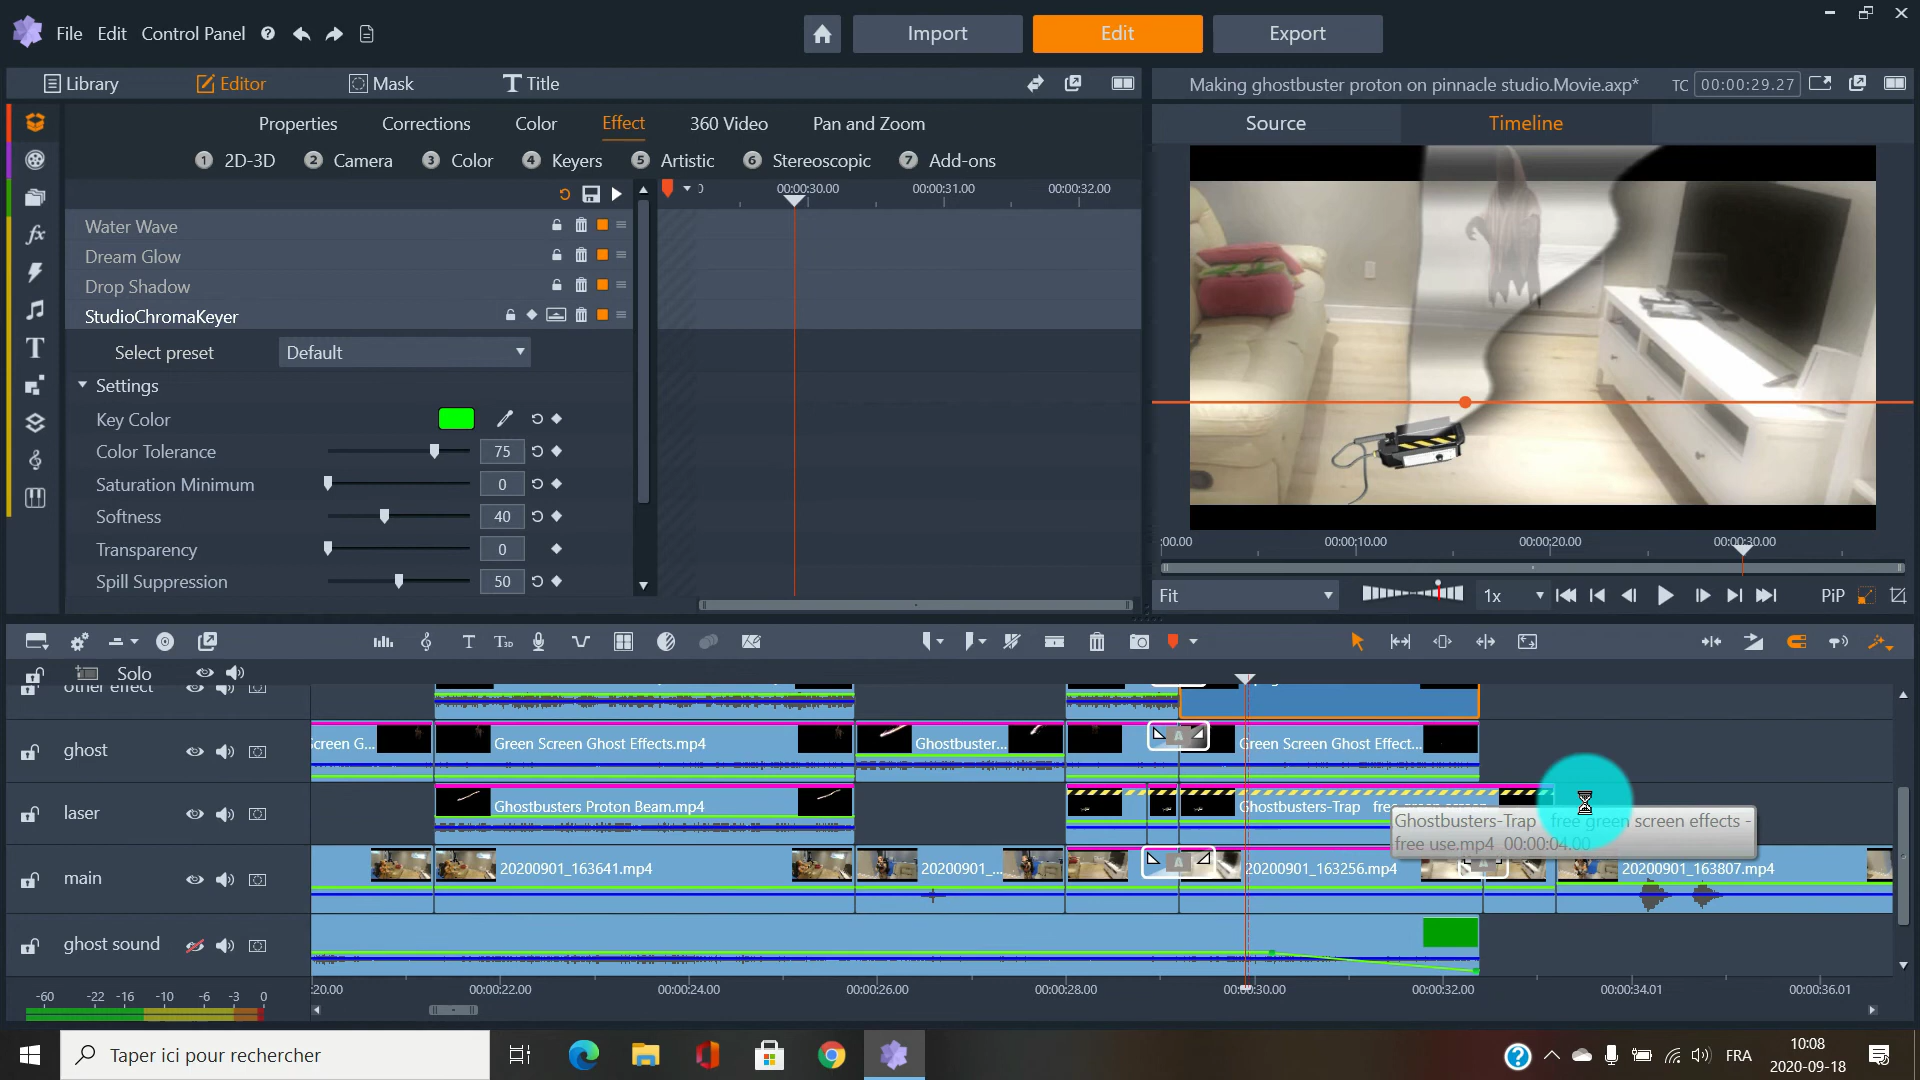 File Edit Control Panel
Import Edit Export
Library Editor Mask Title
Making ghostbuster proton on pinnacle studio.Movie.axp* TC 00:00:29.27
Properties Corrections Color Effect 360 Video Pan and Zoom
Source Timeline
1 2D-3D 2 Camera 3 Color 4 Keyers 5 Artistic 6 Stereoscopic 7 Add-ons
00:00:30.00 00:00:31.00 00:00:32.00
Water Wave
Dream Glow
Drop Shadow
StudioChromaKeyer
Select preset Default
Settings
Key Color
Color Tolerance 75
Saturation Minimum 0
Softness 40
Transparency 0
Spill Suppression 50
:00.00 00:00:10.00 00:00:20.00 00:00:30.00
Fit 1x PiP
Solo
other effect
ghost Screen G... Green Screen Ghost Effects.mp4 Ghostbuster... Green Screen Ghost Effect...
laser Ghostbusters Proton Beam.mp4 Ghostbusters-Trap free green screen
Ghostbusters-Trap free green screen effects -
free use.mp4 00:00:04.00
main 20200901_163641.mp4 20200901_... 20200901_163256.mp4 20200901_163807.mp4
ghost sound
-60 -22 -16 -10 -6 -3 0
:20.00 00:00:22.00 00:00:24.00 00:00:26.00 00:00:28.00 00:00:30.00 00:00:32.00 00:00:34.01 00:00:36.01
Taper ici pour rechercher
FRA
10:08
2020-09-18